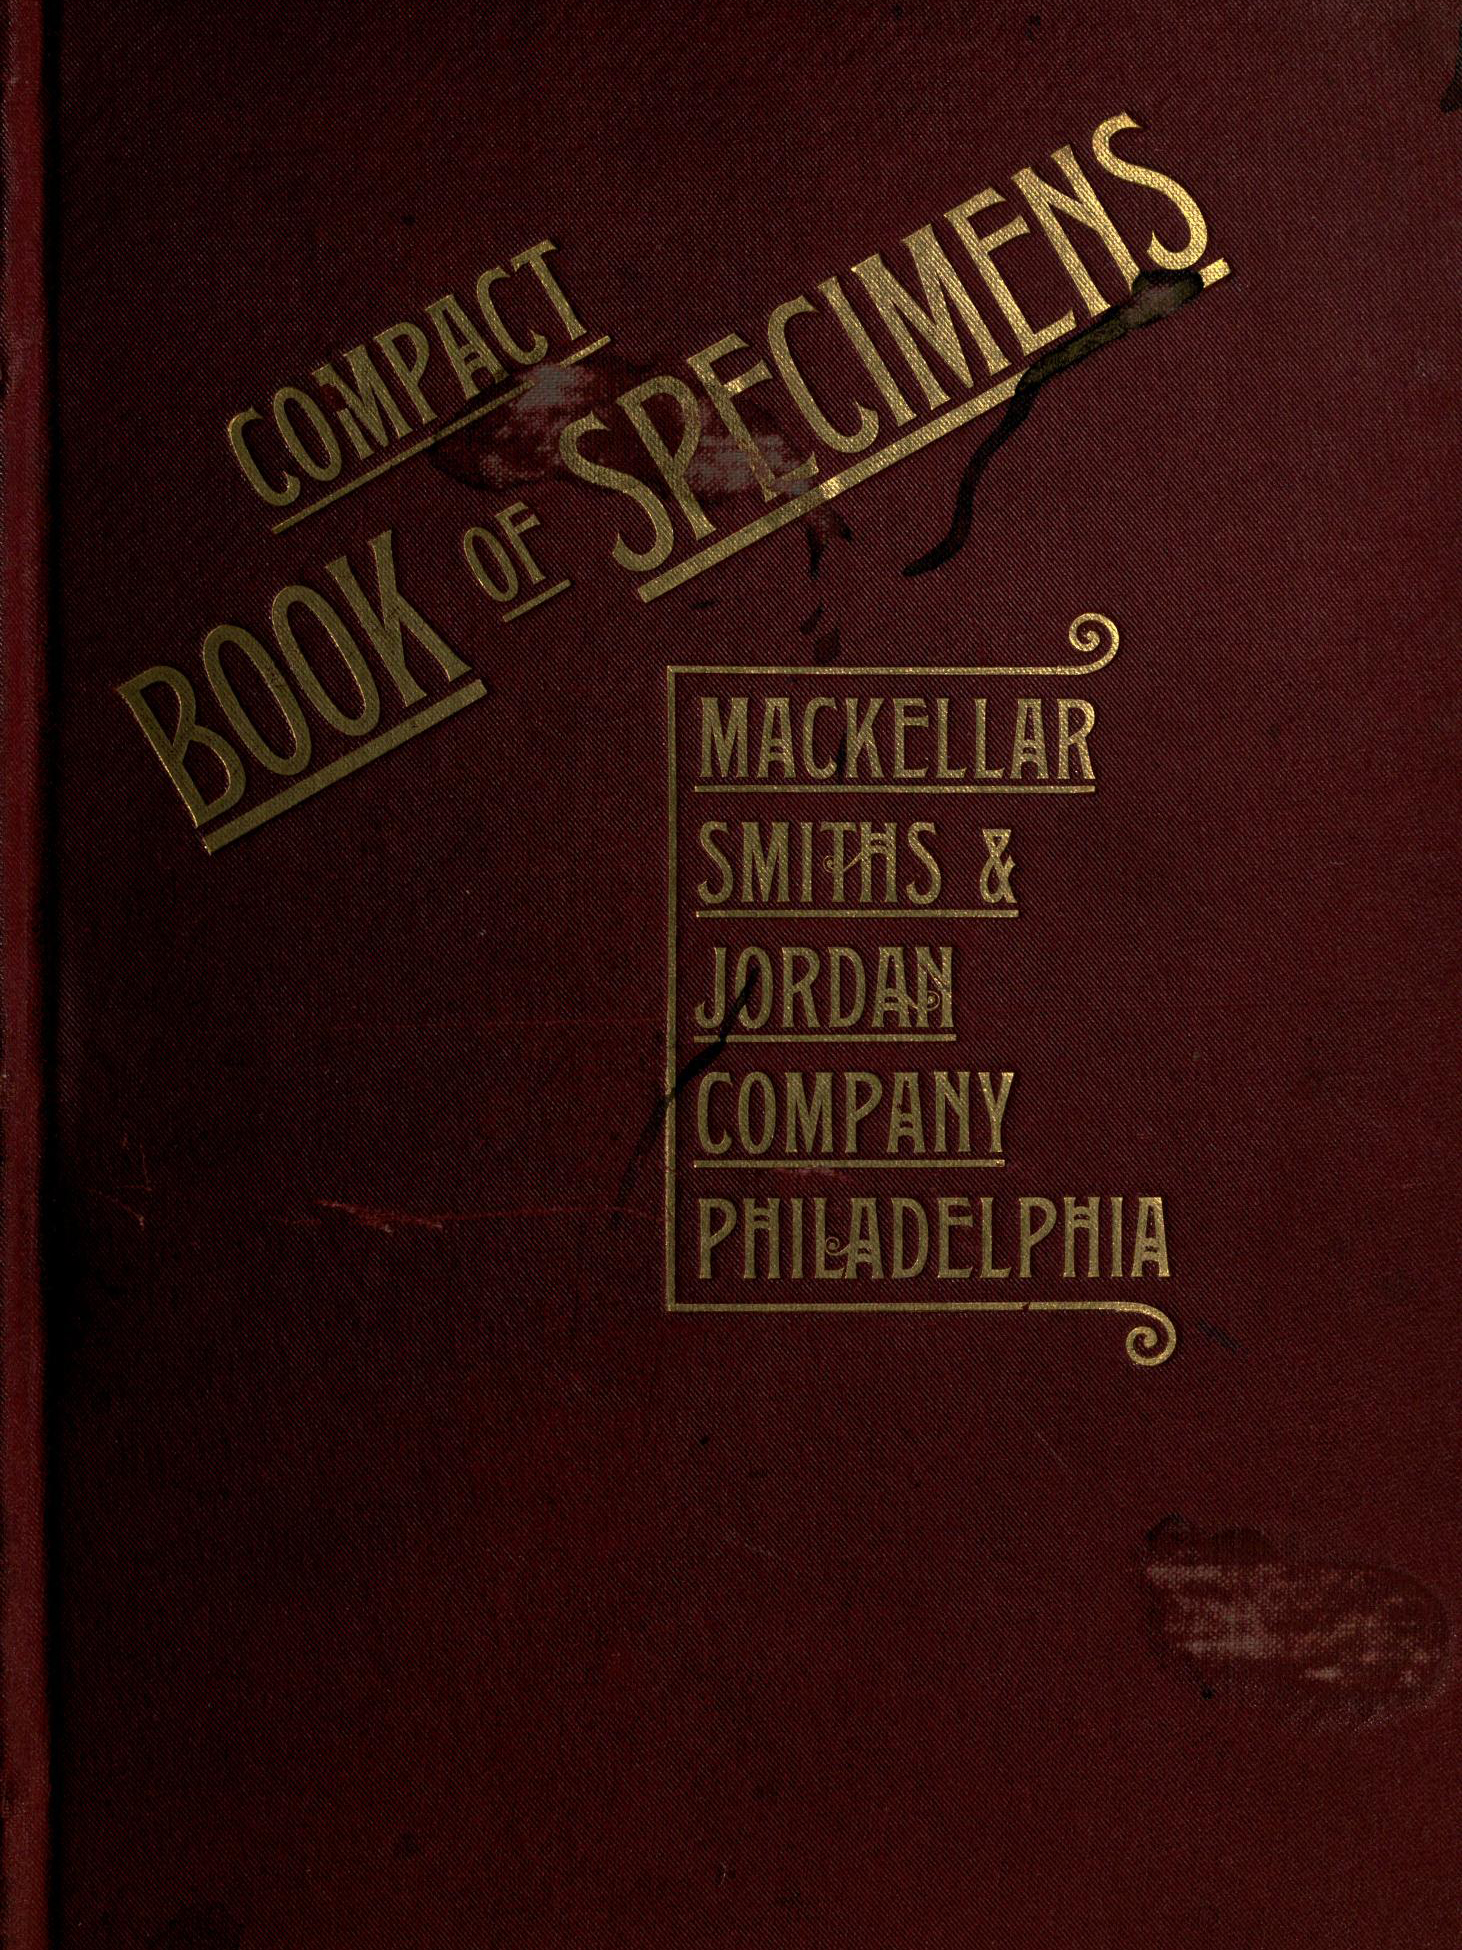 COMPACT
BOOK OF SPECIMENS
MACKELLAR
SMITHS &
JORDAN
COMPANY
PHILADELPHIA